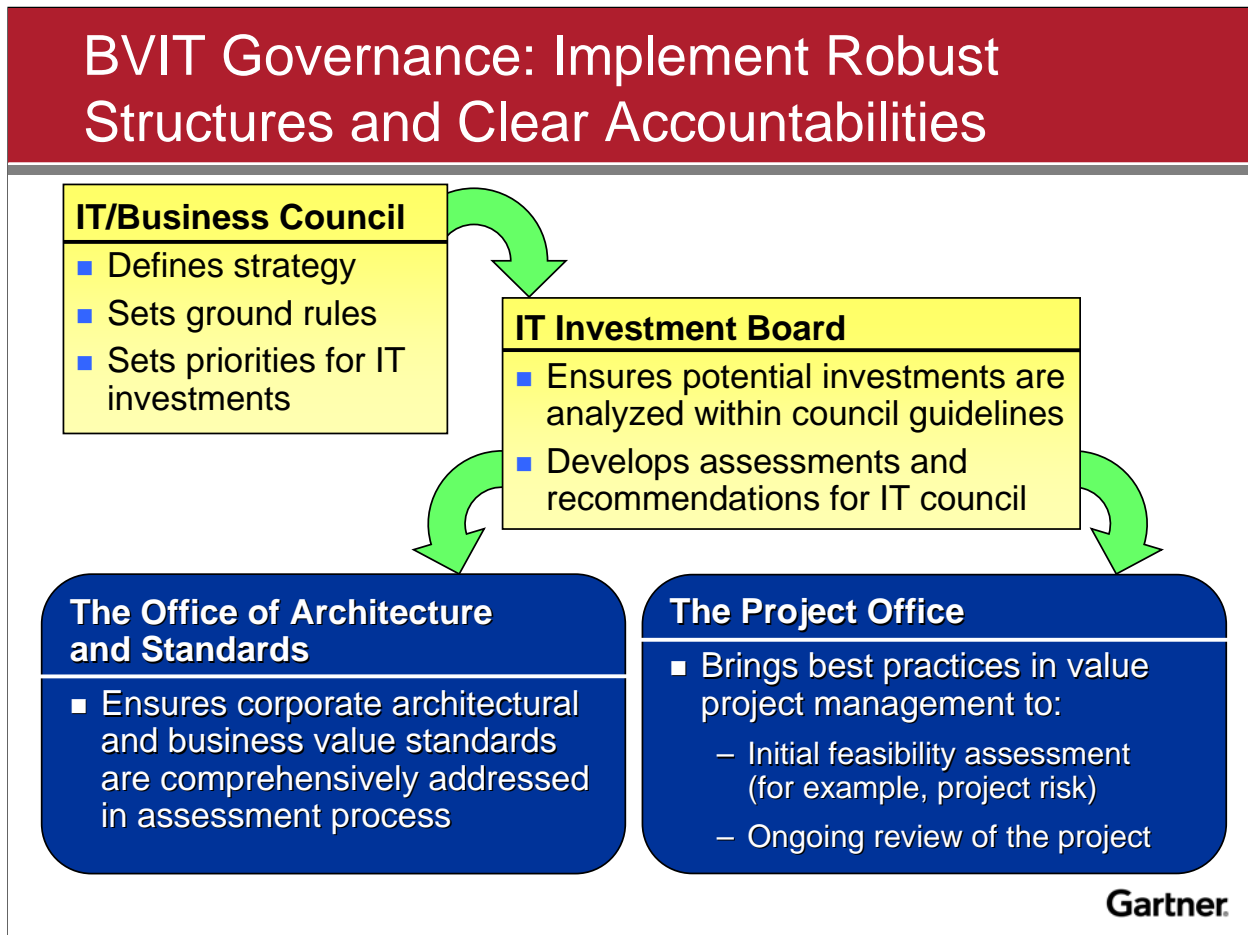 BVIT Governance: Implement Robust
Structures and Clear Accountabilities
IT/Business Council
■ Defines strategy
■ Sets ground rules
■ Sets priorities for IT
investments
IT Investment Board
■ Ensures potential investments are
analyzed within council guidelines
■ Develops assessments and
recommendations for IT council
The Office of Architecture
and Standards
■ Ensures corporate architectural
and business value standards
are comprehensively addressed
in assessment process
The Project Office
■ Brings best practices in value
project management to:
– Initial feasibility assessment
(for example, project risk)
– Ongoing review of the project
Gartner.